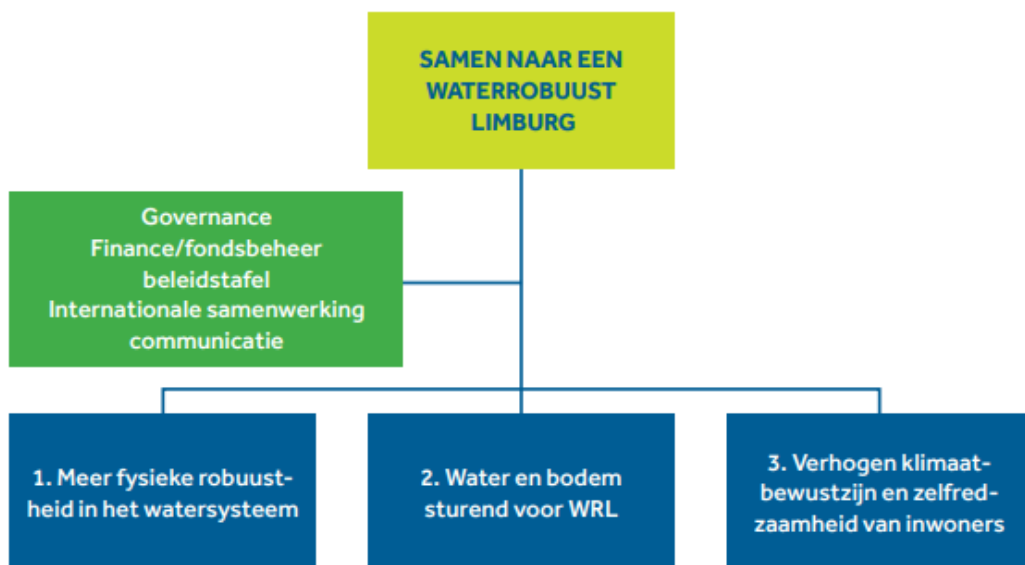 SAMEN NAAR EEN
WATERROBUUST
LIMBURG
Governance
Finance/fondsbeheer
beleidstafel
Internationale samenwerking
communicatie
1. Meer fysieke robuust-
heid in het watersysteem
2. Water en bodem
sturend voor WRL
3. Verhogen klimaat-
bewustzijn en zelfred-
zaamheid van inwoners